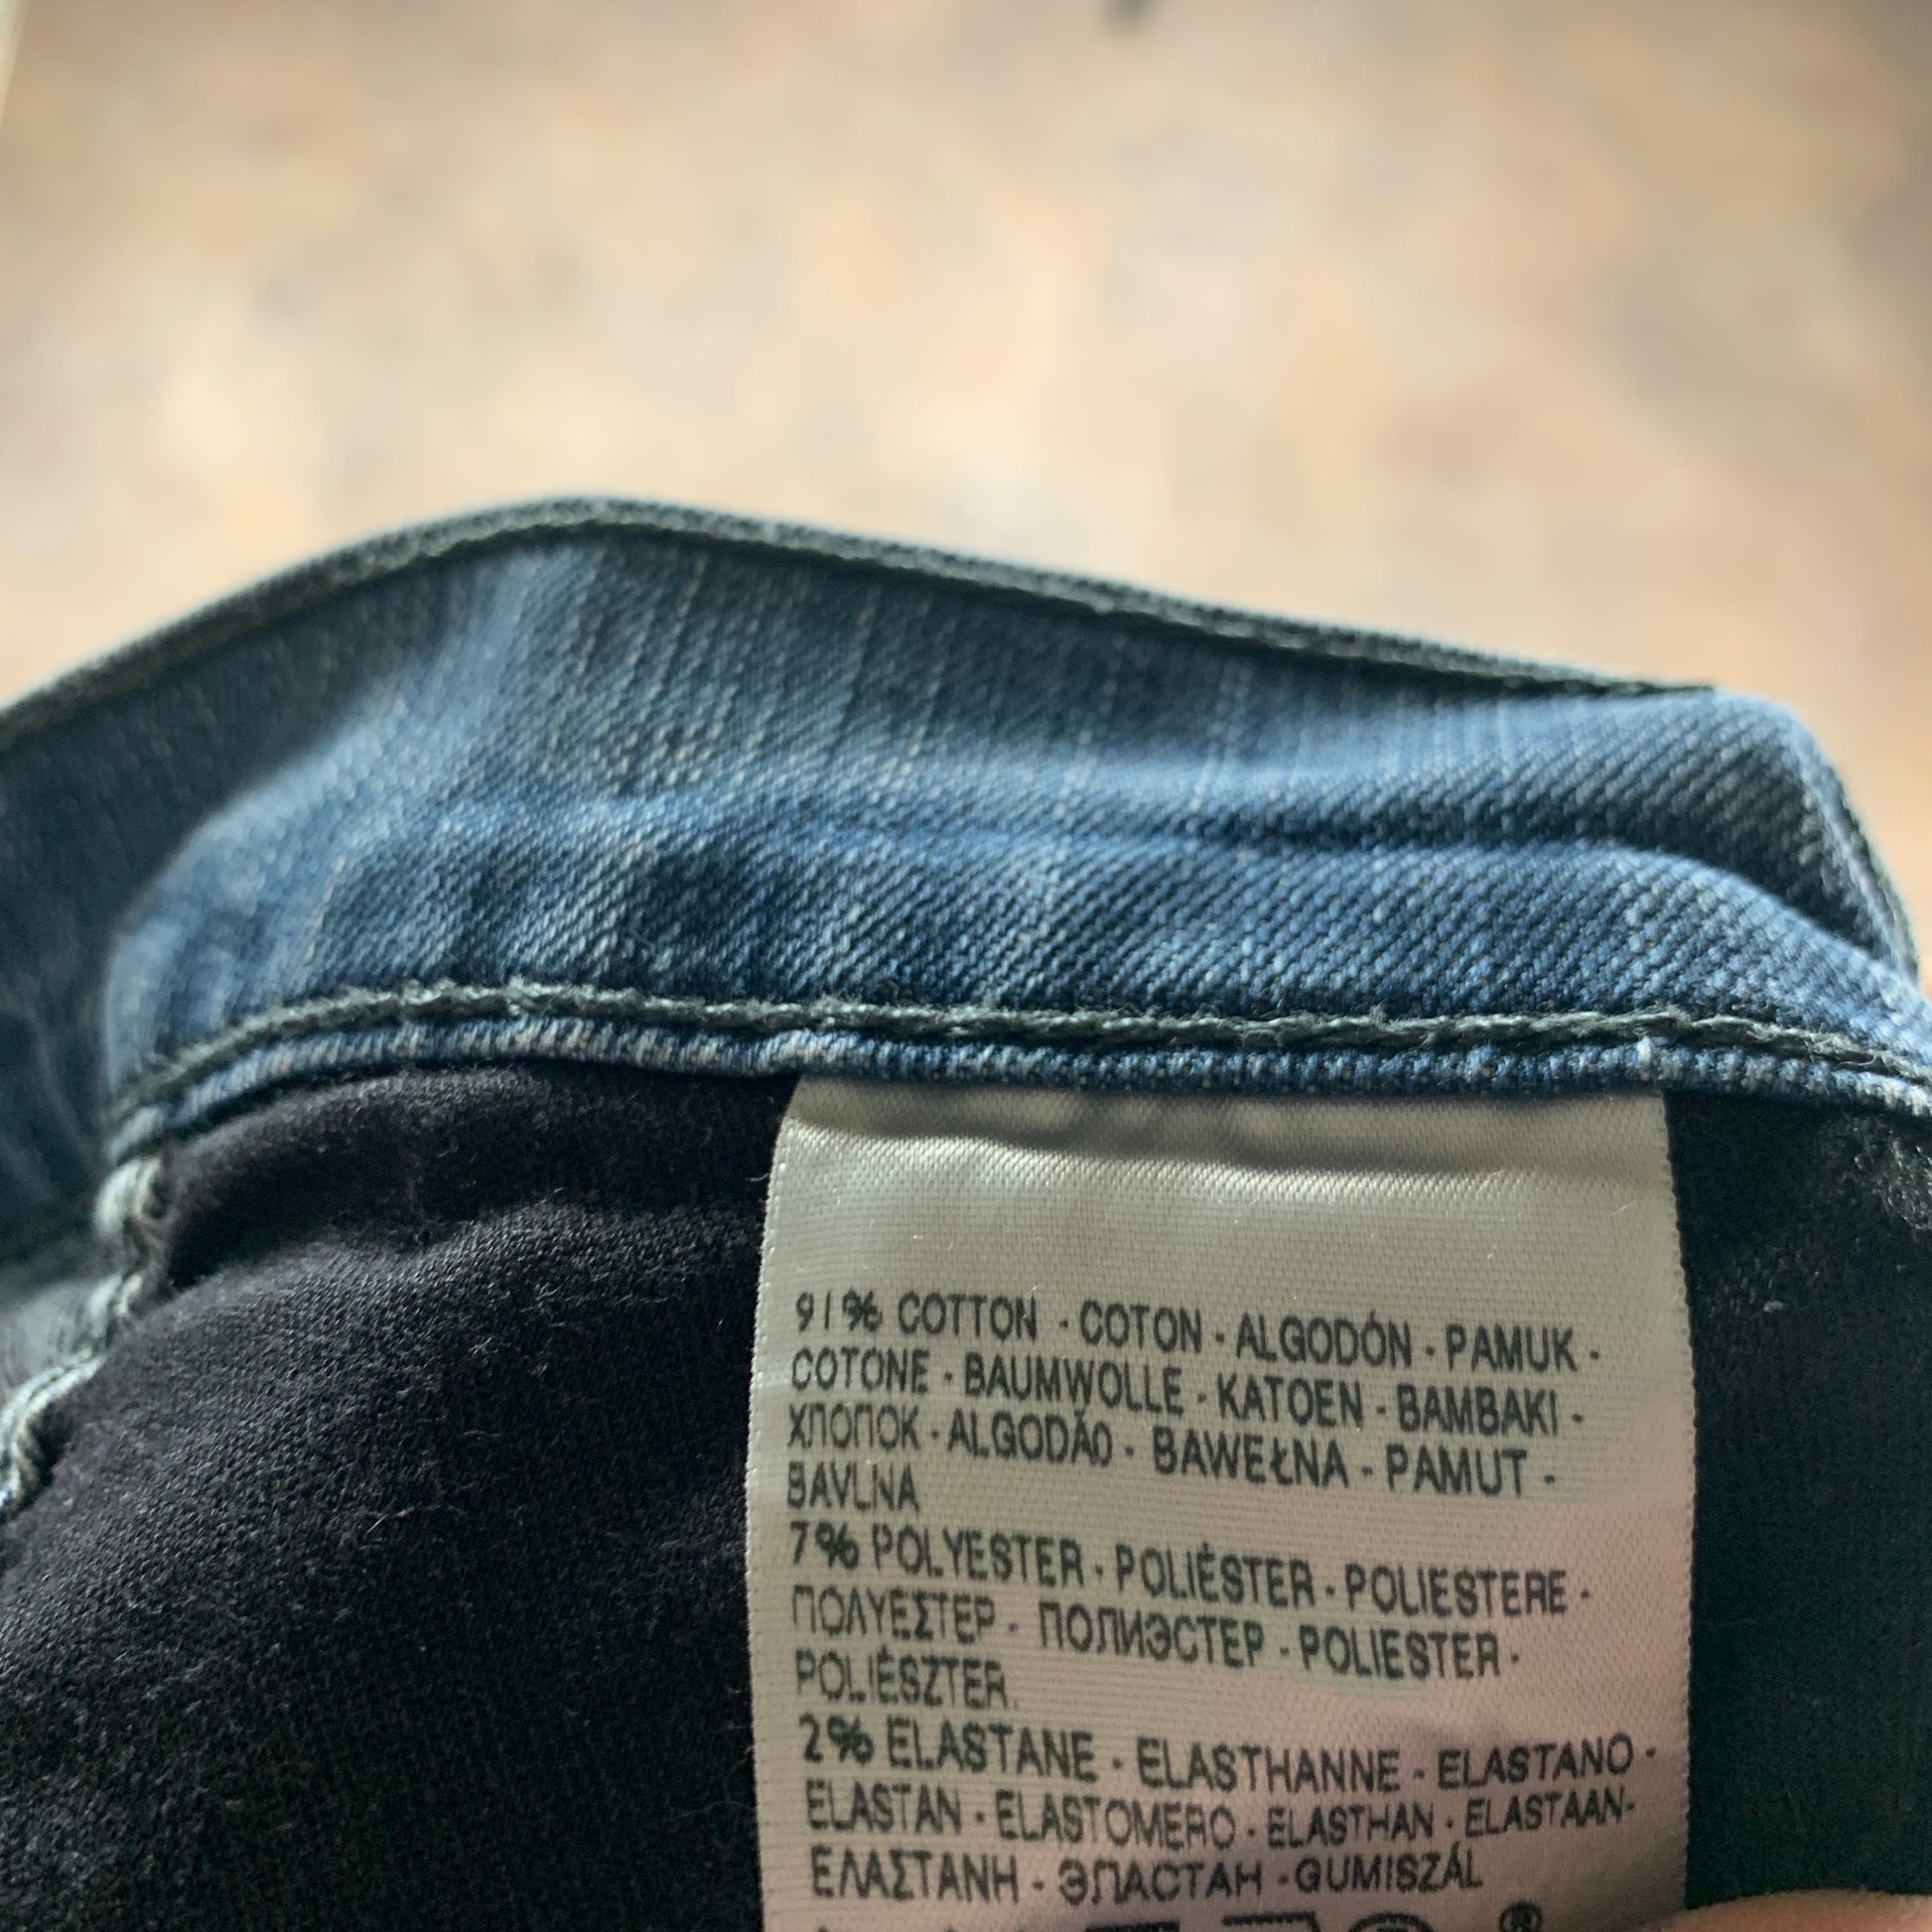 91% COTTON - COTON - ALGODÓN - PAMUK -
COTONE - BAUMWOLLE - KATOEN - BAMBAKI -
ХЛОПОК - ALGODÃO - BAWEŁNA - PAMUT -
BAVLNA
7% POLYESTER - POLIÉSTER - POLIESTERE -
ΠΟΛΥΕΣΤΕΡ - ПОЛИЭСТЕР - POLIESTER -
POLIÉSZTER.
2% ELASTANE - ELASTHANNE - ELASTANO -
ELASTAN - ELASTOMERO - ELASTHAN - ELASTAAN-
ΕΛΑΣΤΑΝΗ - ЭЛАСТАН - GUMISZÁL